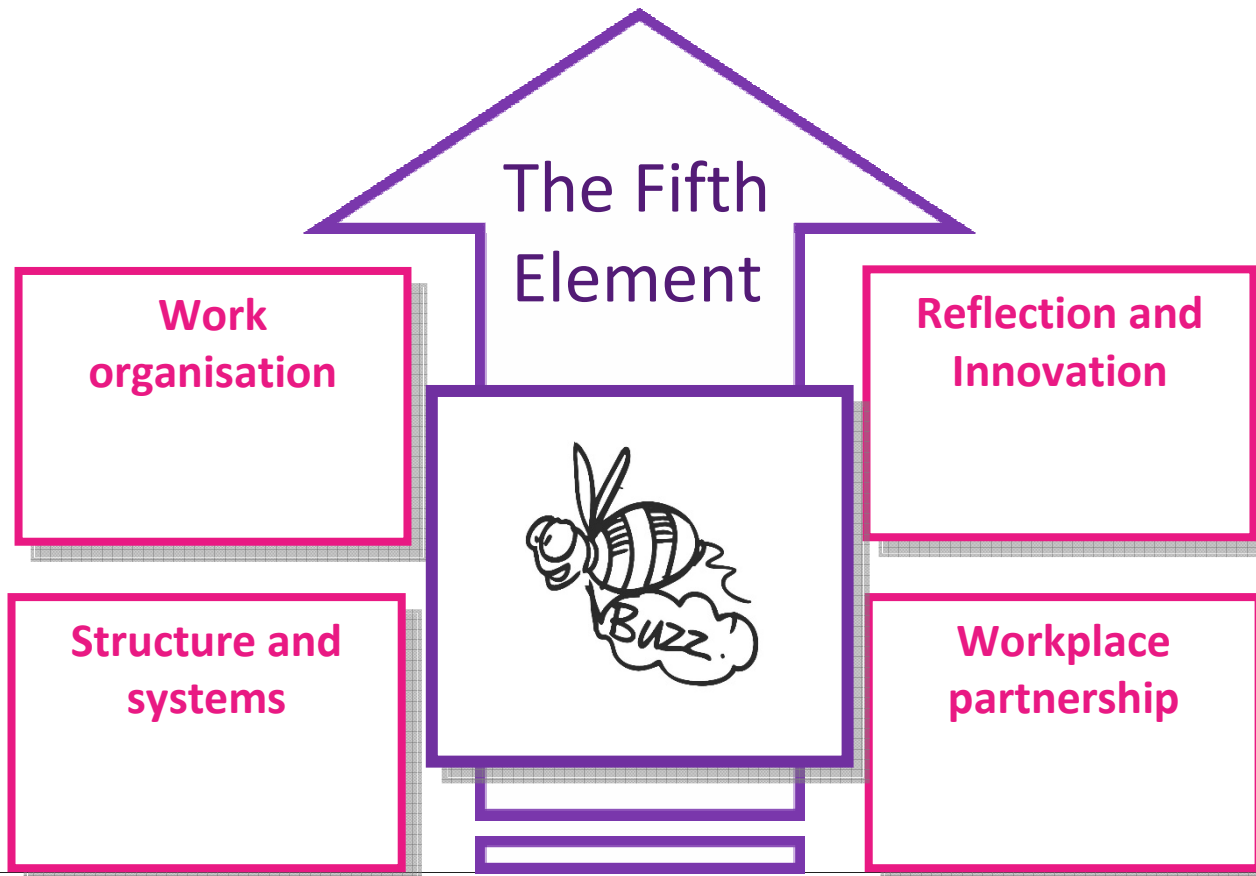 The Fifth
Element
Work
organisation
Reflection and
Innovation
Buzz.
Structure and
systems
Workplace
partnership